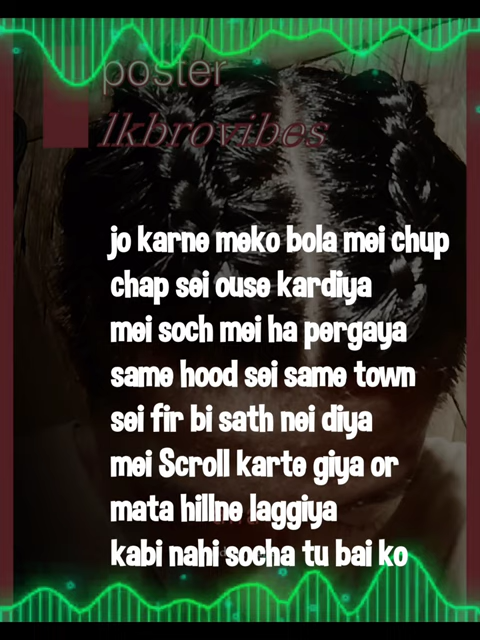 poster
lkbrovibes
jo karne meko bola mei chup
chap sei ouse kardiya
mei soch mei ha pergaya
same hood sei same town
sei fir bi sath nei diya
mei Scroll karte giya or
mata hillne laggiya
kabi nahi socha tu bai ko